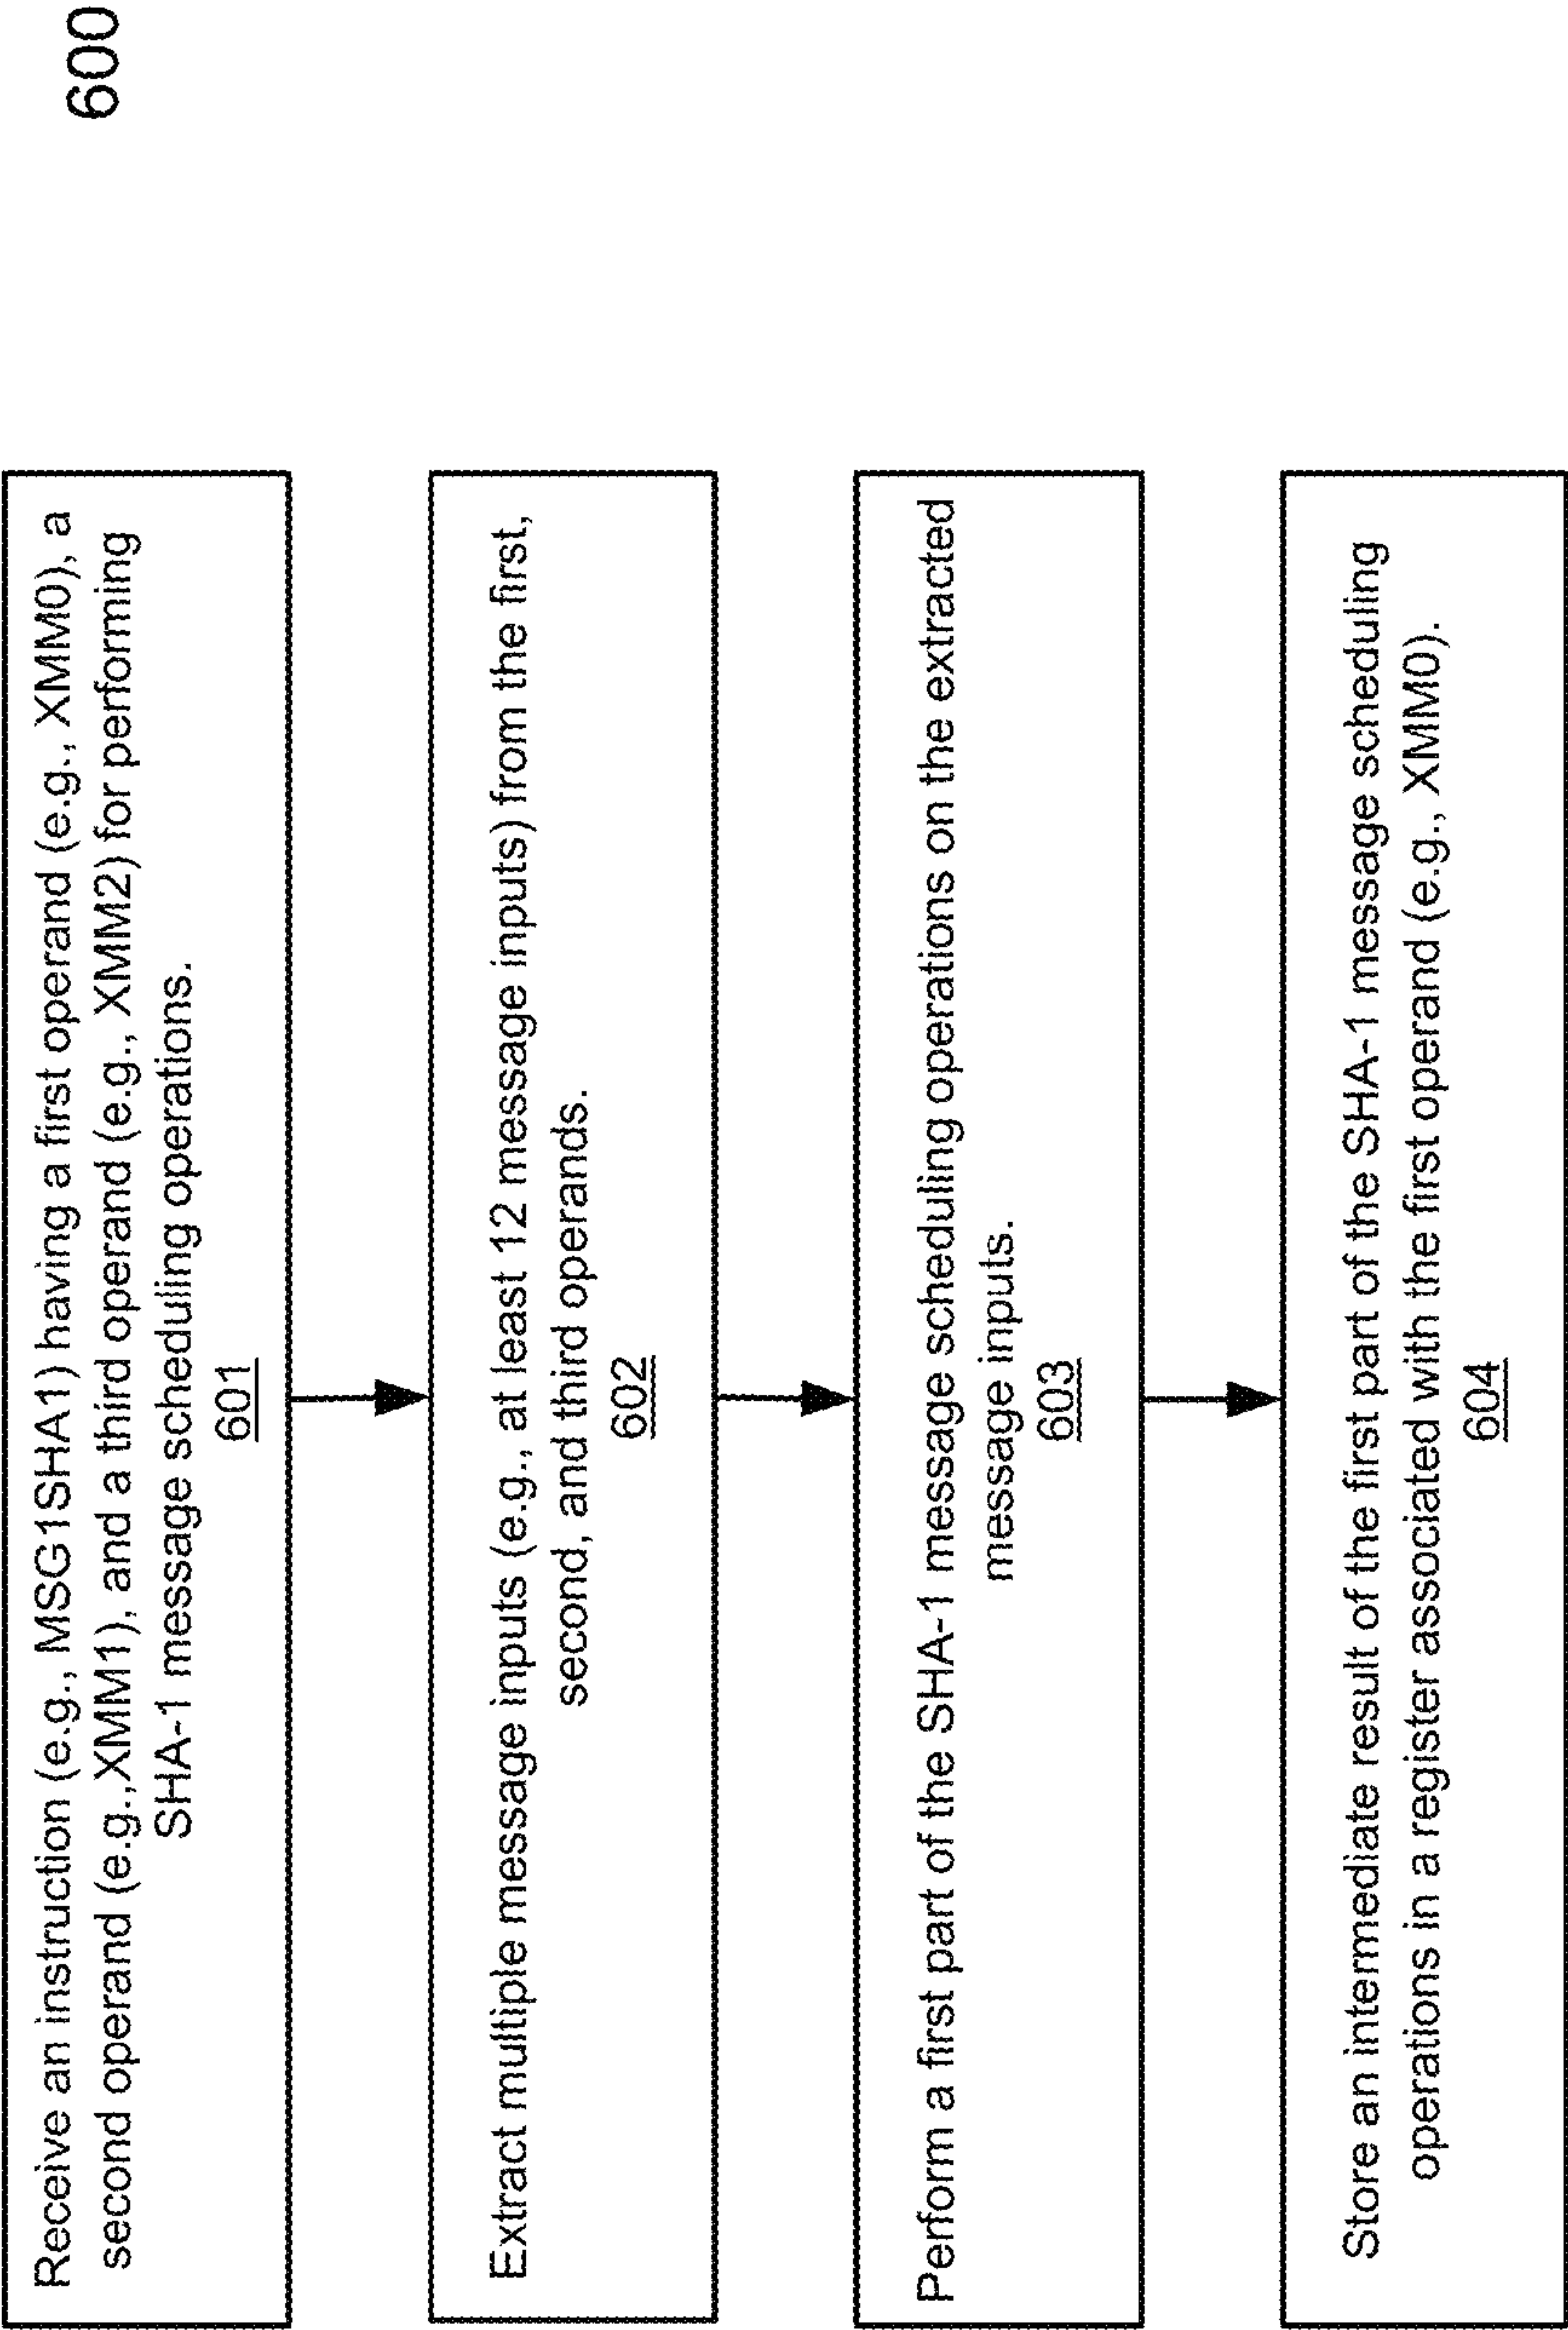 600
Receive an instruction (e.g., MSG1SHA1) having a first operand (e.g., XMM0), a
second operand (e.g.,XMM1), and a third operand (e.g., XMM2) for performing
SHA-1 message scheduling operations.
601
Extract multiple message inputs (e.g., at least 12 message inputs) from the first,
second, and third operands.
602
Perform a first part of the SHA-1 message scheduling operations on the extracted
message inputs.
603
Store an intermediate result of the first part of the SHA-1 message scheduling
operations in a register associated with the first operand (e.g., XMM0).
604